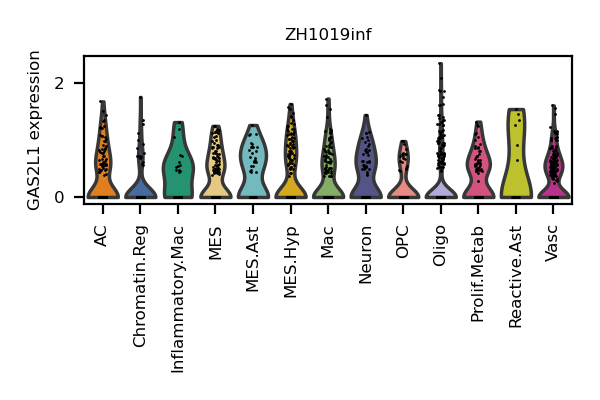 ZH1019inf
GAS2L1 expression
2
0
AC
Chromatin.Reg
Inflammatory.Mac
MES
MES.Ast
MES.Hyp
Mac
Neuron
OPC
Oligo
Prolif.Metab
Reactive.Ast
Vasc